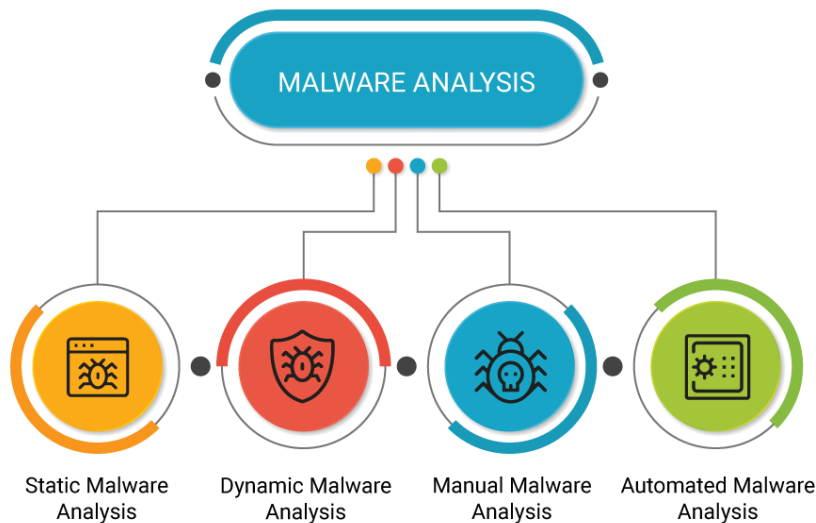 MALWARE ANALYSIS
Static Malware
Analysis
Dynamic Malware
Analysis
Manual Malware
Analysis
Automated Malware
Analysis